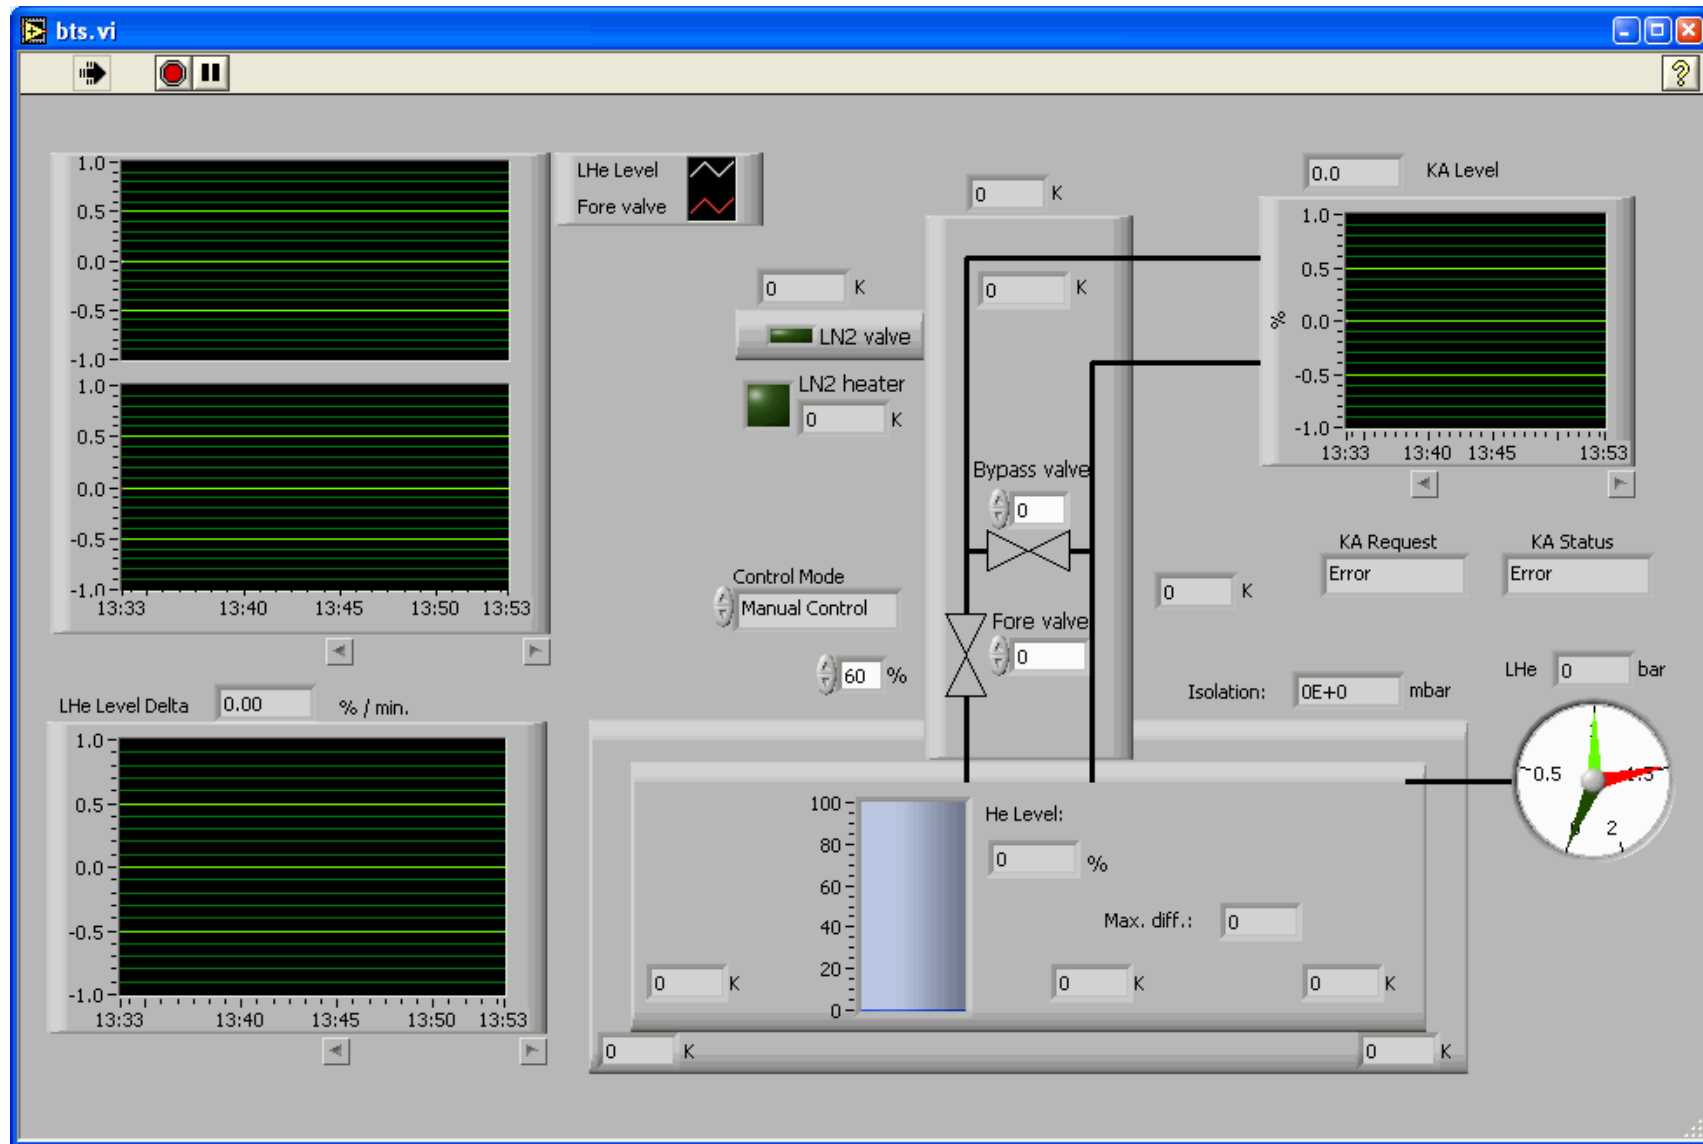 bts.vi
1.0
0.5
0.0
-0.5
-1.0
1.0
0.5
0.0
-0.5
-1.0
13:33 13:40 13:45 13:50 13:53
LHe Level
Fore valve
0 K
0 K
0 K
LN2 valve
LN2 heater
0 K
0.0 KA Level
1.0
0.5
0.0
-0.5
-1.0
%
13:33 13:40 13:45 13:53
Bypass valve
0
Control Mode
Manual Control
Fore valve
0
60 %
KA Request
Error
KA Status
Error
0 K
Isolation: 0E+0 mbar
LHe 0 bar
0 0.5 1 1.5 2
LHe Level Delta 0.00 % / min.
1.0
0.5
0.0
-0.5
-1.0
13:33 13:40 13:45 13:50 13:53
100
80
60
40
20
0
He Level:
0 %
Max. diff.: 0
0 K
0 K
0 K
0 K
0 K